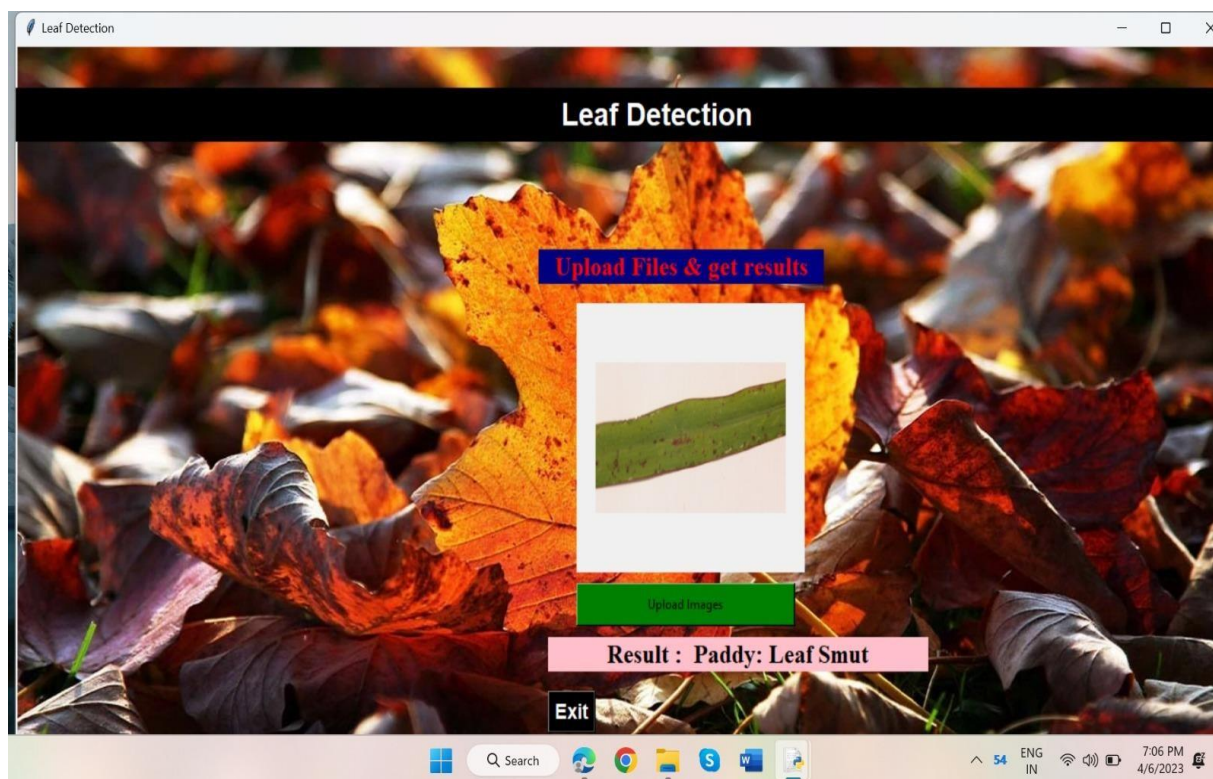 Leaf Detection
Leaf Detection
Upload Files & get results
Upload Images
Result : Paddy: Leaf Smut
Exit
Search
54
ENG
IN
7:06 PM
4/6/2023